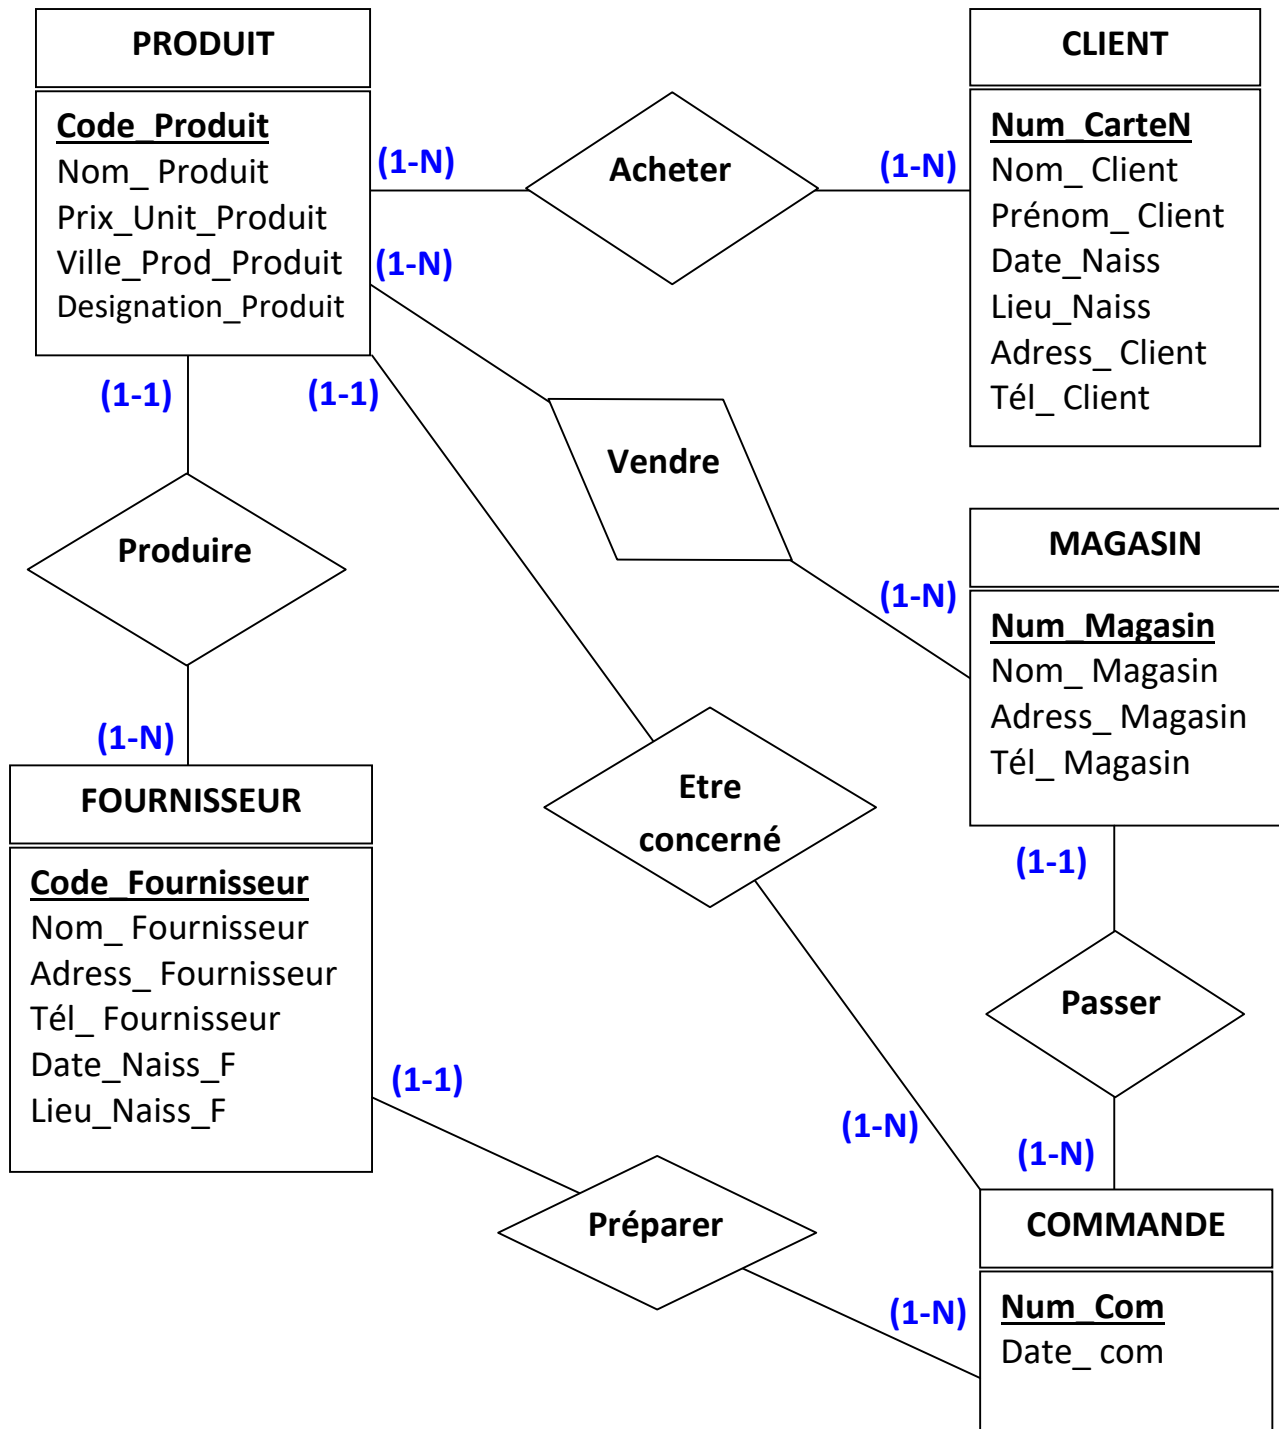 PRODUIT
Code_Produit
Nom_ Produit
Prix_Unit_Produit
Ville_Prod_Produit
Designation_Produit
(1-N)
Acheter
(1-N)
CLIENT
Num_CarteN
Nom_ Client
Prénom_ Client
Date_Naiss
Lieu_Naiss
Adress_ Client
Tél_ Client
(1-N)
Vendre
(1-N)
MAGASIN
Num_Magasin
Nom_ Magasin
Adress_ Magasin
Tél_ Magasin
(1-1)
Produire
(1-N)
(1-1)
Etre
concerné
(1-N)
FOURNISSEUR
Code_Fournisseur
Nom_ Fournisseur
Adress_ Fournisseur
Tél_ Fournisseur
Date_Naiss_F
Lieu_Naiss_F
(1-1)
Passer
(1-N)
(1-1)
Préparer
(1-N)
COMMANDE
Num_Com
Date_ com